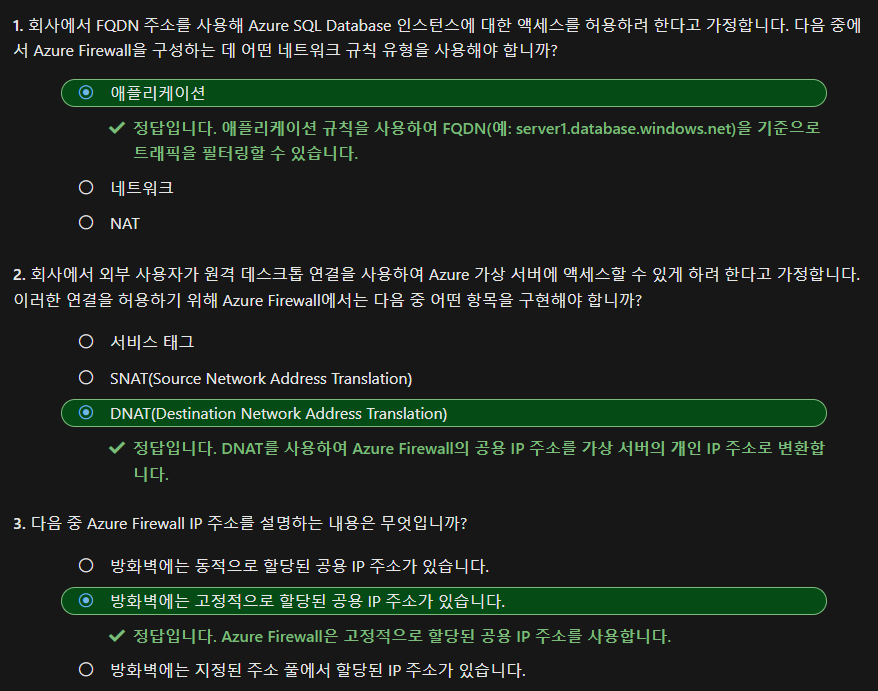 1. 회사에서 FQDN 주소를 사용해 Azure SQL Database 인스턴스에 대한 액세스를 허용하려 한다고 가정합니다. 다음 중에
서 Azure Firewall을 구성하는 데 어떤 네트워크 규칙 유형을 사용해야 합니까?
애플리케이션
정답입니다. 애플리케이션 규칙을 사용하여 FQDN(예: server1.database.windows.net)을 기준으로
트래픽을 필터링할 수 있습니다.
네트워크
NAT
2. 회사에서 외부 사용자가 원격 데스크톱 연결을 사용하여 Azure 가상 서버에 액세스할 수 있게 하려 한다고 가정합니다.
이러한 연결을 허용하기 위해 Azure Firewall에서는 다음 중 어떤 항목을 구현해야 합니까?
서비스 태그
SNAT(Source Network Address Translation)
DNAT(Destination Network Address Translation)
정답입니다. DNAT를 사용하여 Azure Firewall의 공용 IP 주소를 가상 서버의 개인 IP 주소로 변환합
니다.
3. 다음 중 Azure Firewall IP 주소를 설명하는 내용은 무엇입니까?
방화벽에는 동적으로 할당된 공용 IP 주소가 있습니다.
방화벽에는 고정적으로 할당된 공용 IP 주소가 있습니다.
정답입니다. Azure Firewall은 고정적으로 할당된 공용 IP 주소를 사용합니다.
방화벽에는 지정된 주소 풀에서 할당된 IP 주소가 있습니다.